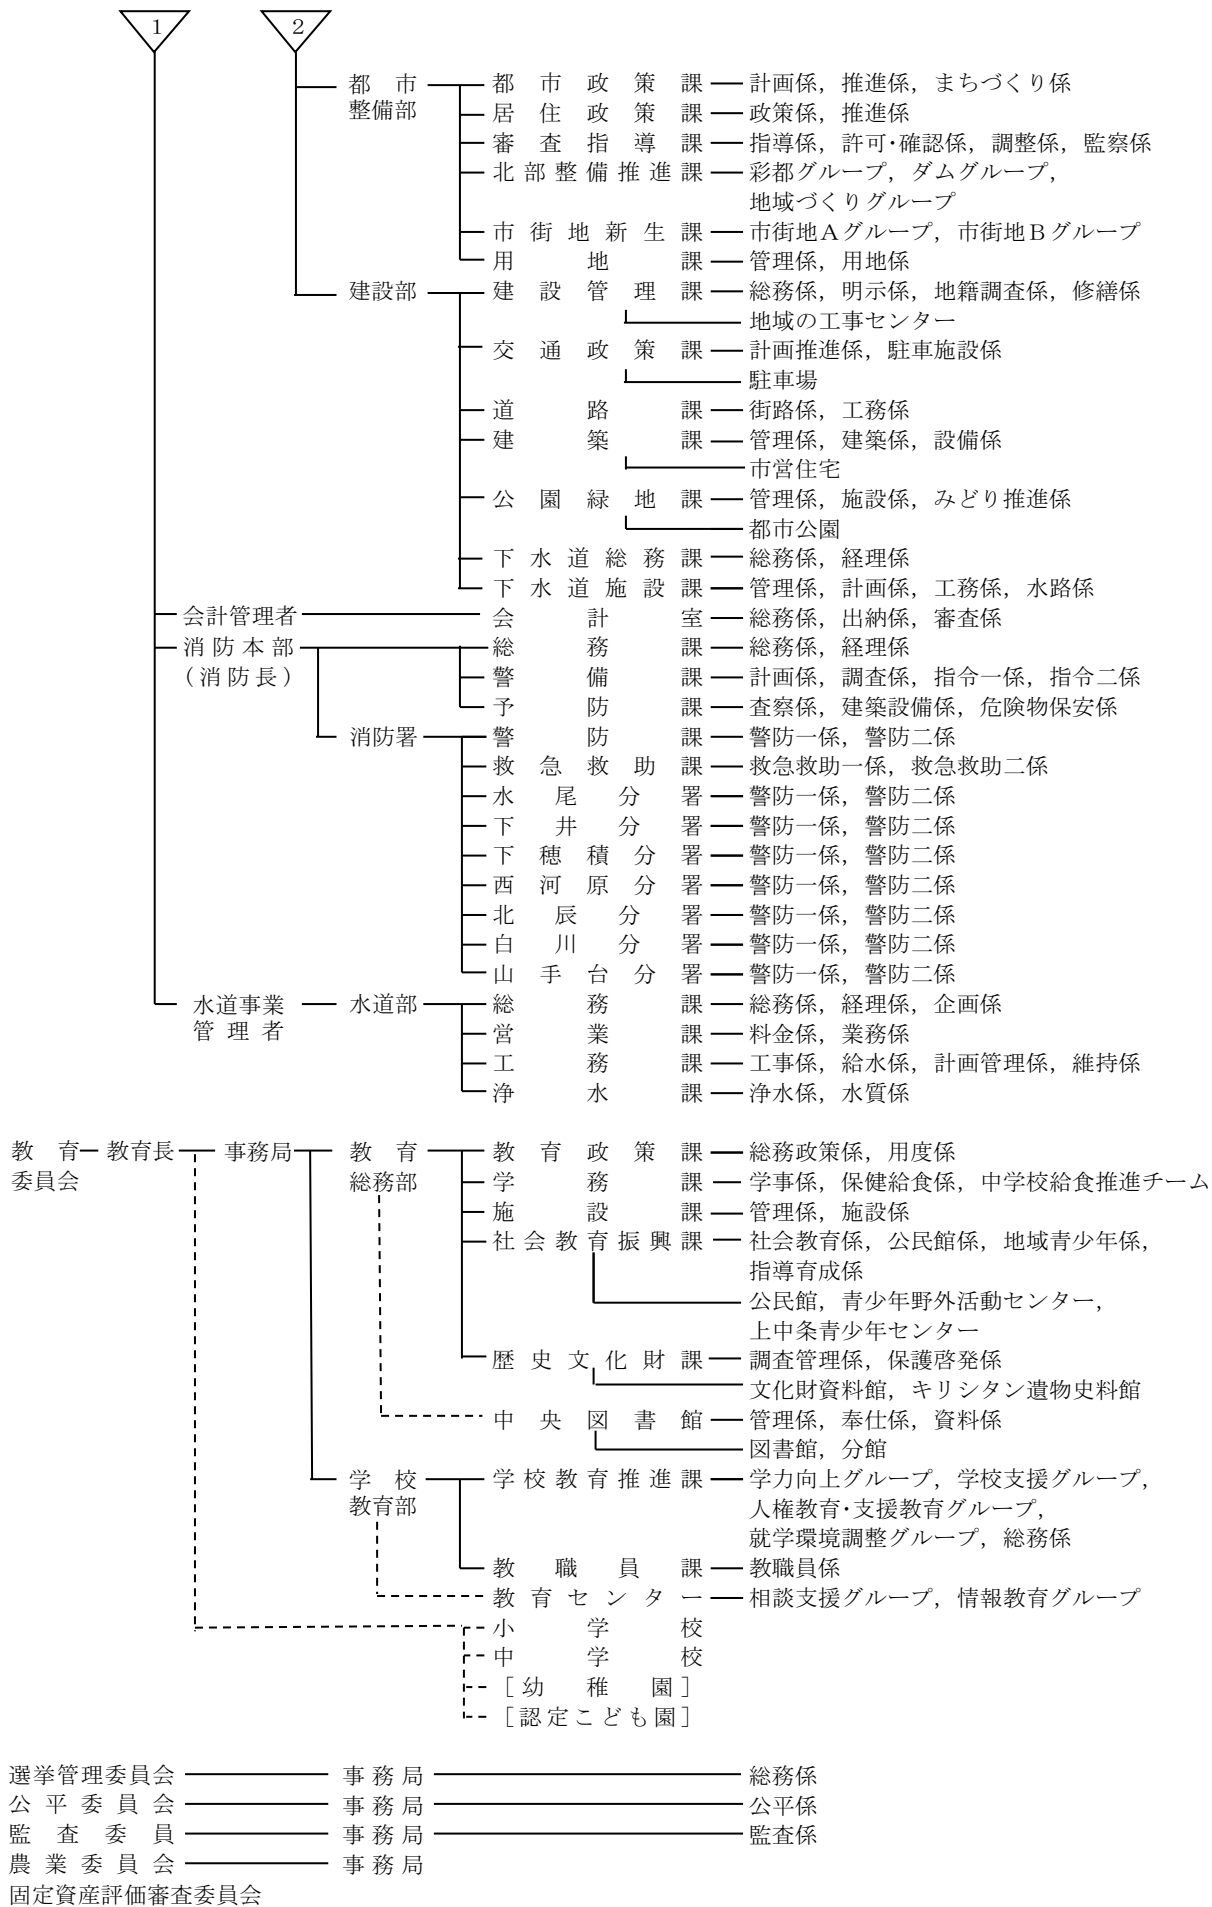 1 2
都市 都市政策課 計画係，推進係，まちづくり係
整備部 居住政策課 政策係，推進係
審査指導課 指導係，許可・確認係，調整係，監察係
北部整備推進課 彩都グループ，ダムグループ，
地域づくりグループ
市街地新生課 市街地Ａグループ，市街地Ｂグループ
用地課 管理係，用地係
建設部 建設管理課 総務係，明示係，地籍調査係，修繕係
地域の工事センター
交通政策課 計画推進係，駐車施設係
駐車場
道路課 街路係，工務係
建築課 管理係，建築係，設備係
市営住宅
公園緑地課 管理係，施設係，みどり推進係
都市公園
下水道総務課 総務係，経理係
下水道施設課 管理係，計画係，工務係，水路係
会計管理者 会計室 総務係，出納係，審査係
消防本部 総務課 総務係，経理係
（消防長） 警備課 計画係，調査係，指令一係，指令二係
予防課 査察係，建築設備係，危険物保安係
消防署 警防課 警防一係，警防二係
救急救助課 救急救助一係，救急救助二係
水尾分署 警防一係，警防二係
下井分署 警防一係，警防二係
下穂積分署 警防一係，警防二係
西河原分署 警防一係，警防二係
北辰分署 警防一係，警防二係
白川分署 警防一係，警防二係
山手台分署 警防一係，警防二係
水道事業 水道部 総務課 総務係，経理係，企画係
管理者 営業課 料金係，業務係
工務課 工事係，給水係，計画管理係，維持係
浄水課 浄水係，水質係
教育 教育長 事務局 教育 教育政策課 総務政策係，用度係
委員会 総務部 学務課 学事係，保健給食係，中学校給食推進チーム
施設課 管理係，施設係
社会教育振興課 社会教育係，公民館係，地域青少年係，
指導育成係
公民館，青少年野外活動センター，
上中条青少年センター
歴史文化財課 調査管理係，保護啓発係
文化財資料館，キリシタン遺物史料館
中央図書館 管理係，奉仕係，資料係
図書館，分館
学校 学校教育推進課 学力向上グループ，学校支援グループ，
教育部 人権教育・支援教育グループ，
就学環境調整グループ，総務係
教職員課 教職員係
教育センター 相談支援グループ，情報教育グループ
小学校
中学校
［幼稚園］
［認定こども園］
選挙管理委員会 事務局 総務係
公平委員会 事務局 公平係
監査委員 事務局 監査係
農業委員会 事務局
固定資産評価審査委員会